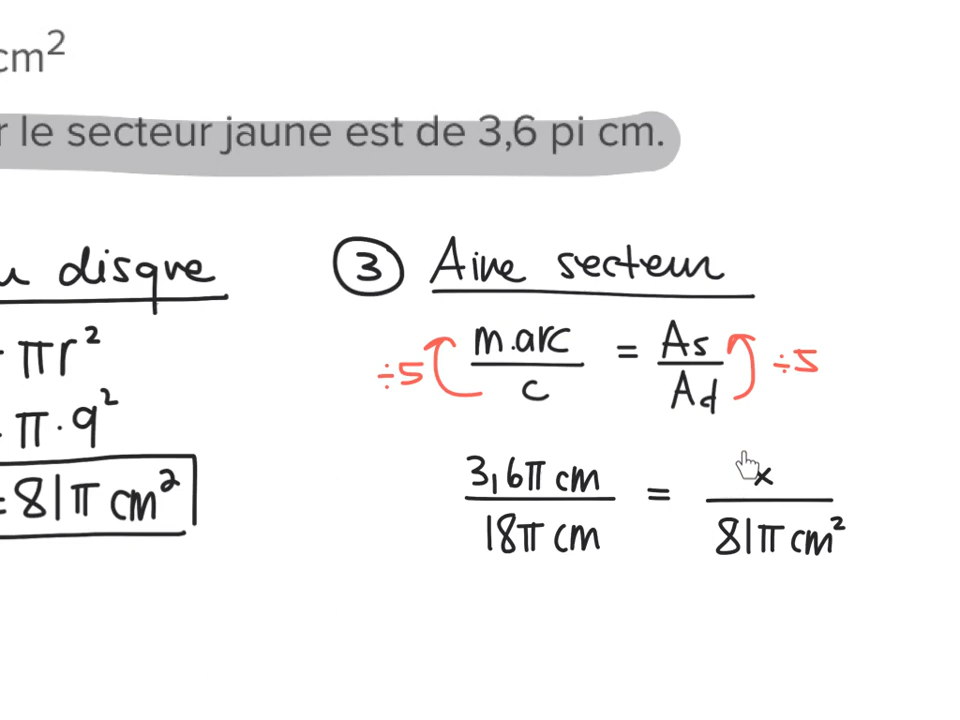 cm²
r le secteur jaune est de 3,6 pi cm.
u disque
πr²
π·9²
= 81π cm²
③ Aire secteur
÷5 m.arc/c = As/Ad ÷5
3,6π cm/18π cm = x/81π cm²